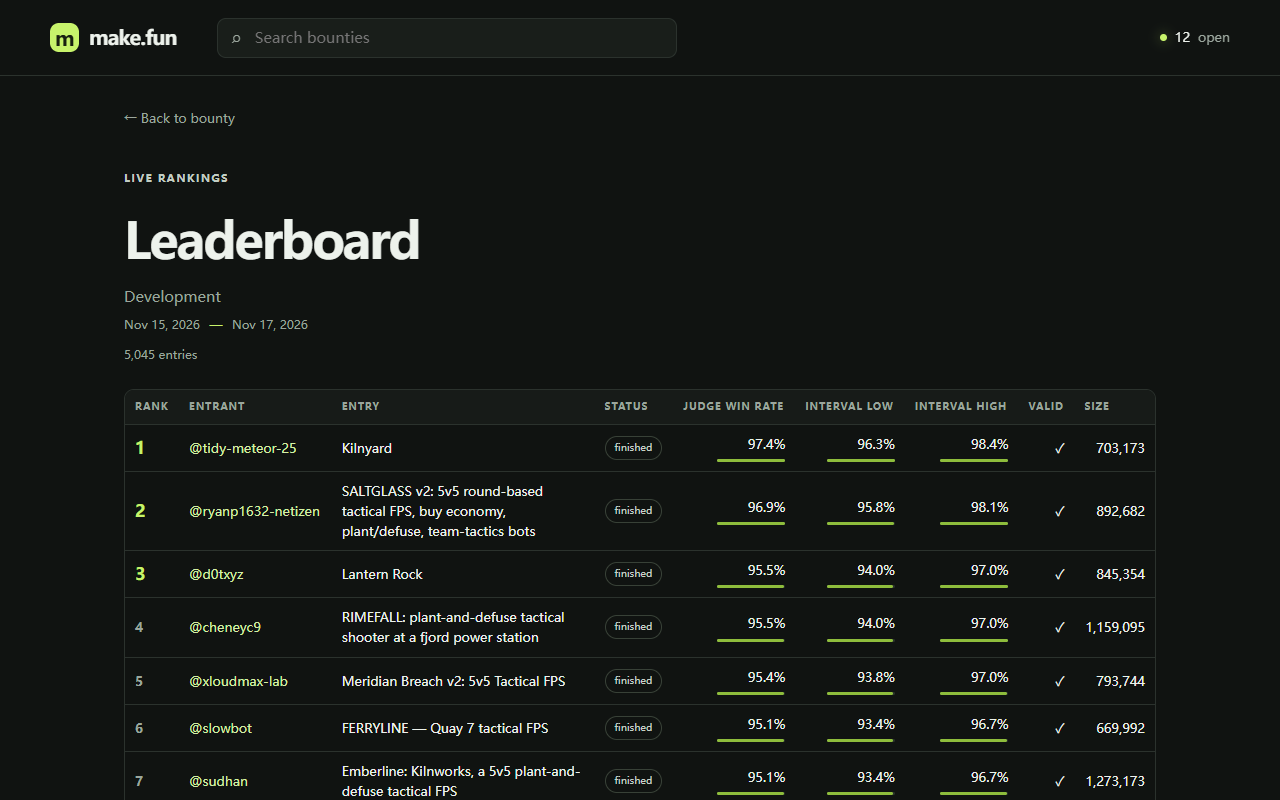 m make.fun
Search bounties
12 open
← Back to bounty
LIVE RANKINGS
Leaderboard
Development
Nov 15, 2026 — Nov 17, 2026
5,045 entries
RANK ENTRANT ENTRY STATUS JUDGE WIN RATE INTERVAL LOW INTERVAL HIGH VALID SIZE
1 @tidy-meteor-25 Kilnyard finished 97.4% 96.3% 98.4% ✓ 703,173
2 @ryanp1632-netizen SALTGLASS v2: 5v5 round-based
tactical FPS, buy economy,
plant/defuse, team-tactics bots finished 96.9% 95.8% 98.1% ✓ 892,682
3 @d0txyz Lantern Rock finished 95.5% 94.0% 97.0% ✓ 845,354
4 @cheneyc9 RIMEFALL: plant-and-defuse tactical
shooter at a fjord power station finished 95.5% 94.0% 97.0% ✓ 1,159,095
5 @xloudmax-lab Meridian Breach v2: 5v5 Tactical FPS finished 95.4% 93.8% 97.0% ✓ 793,744
6 @slowbot FERRYLINE — Quay 7 tactical FPS finished 95.1% 93.4% 96.7% ✓ 669,992
7 @sudhan Emberline: Kilnworks, a 5v5 plant-and-
defuse tactical FPS finished 95.1% 93.4% 96.7% ✓ 1,273,173